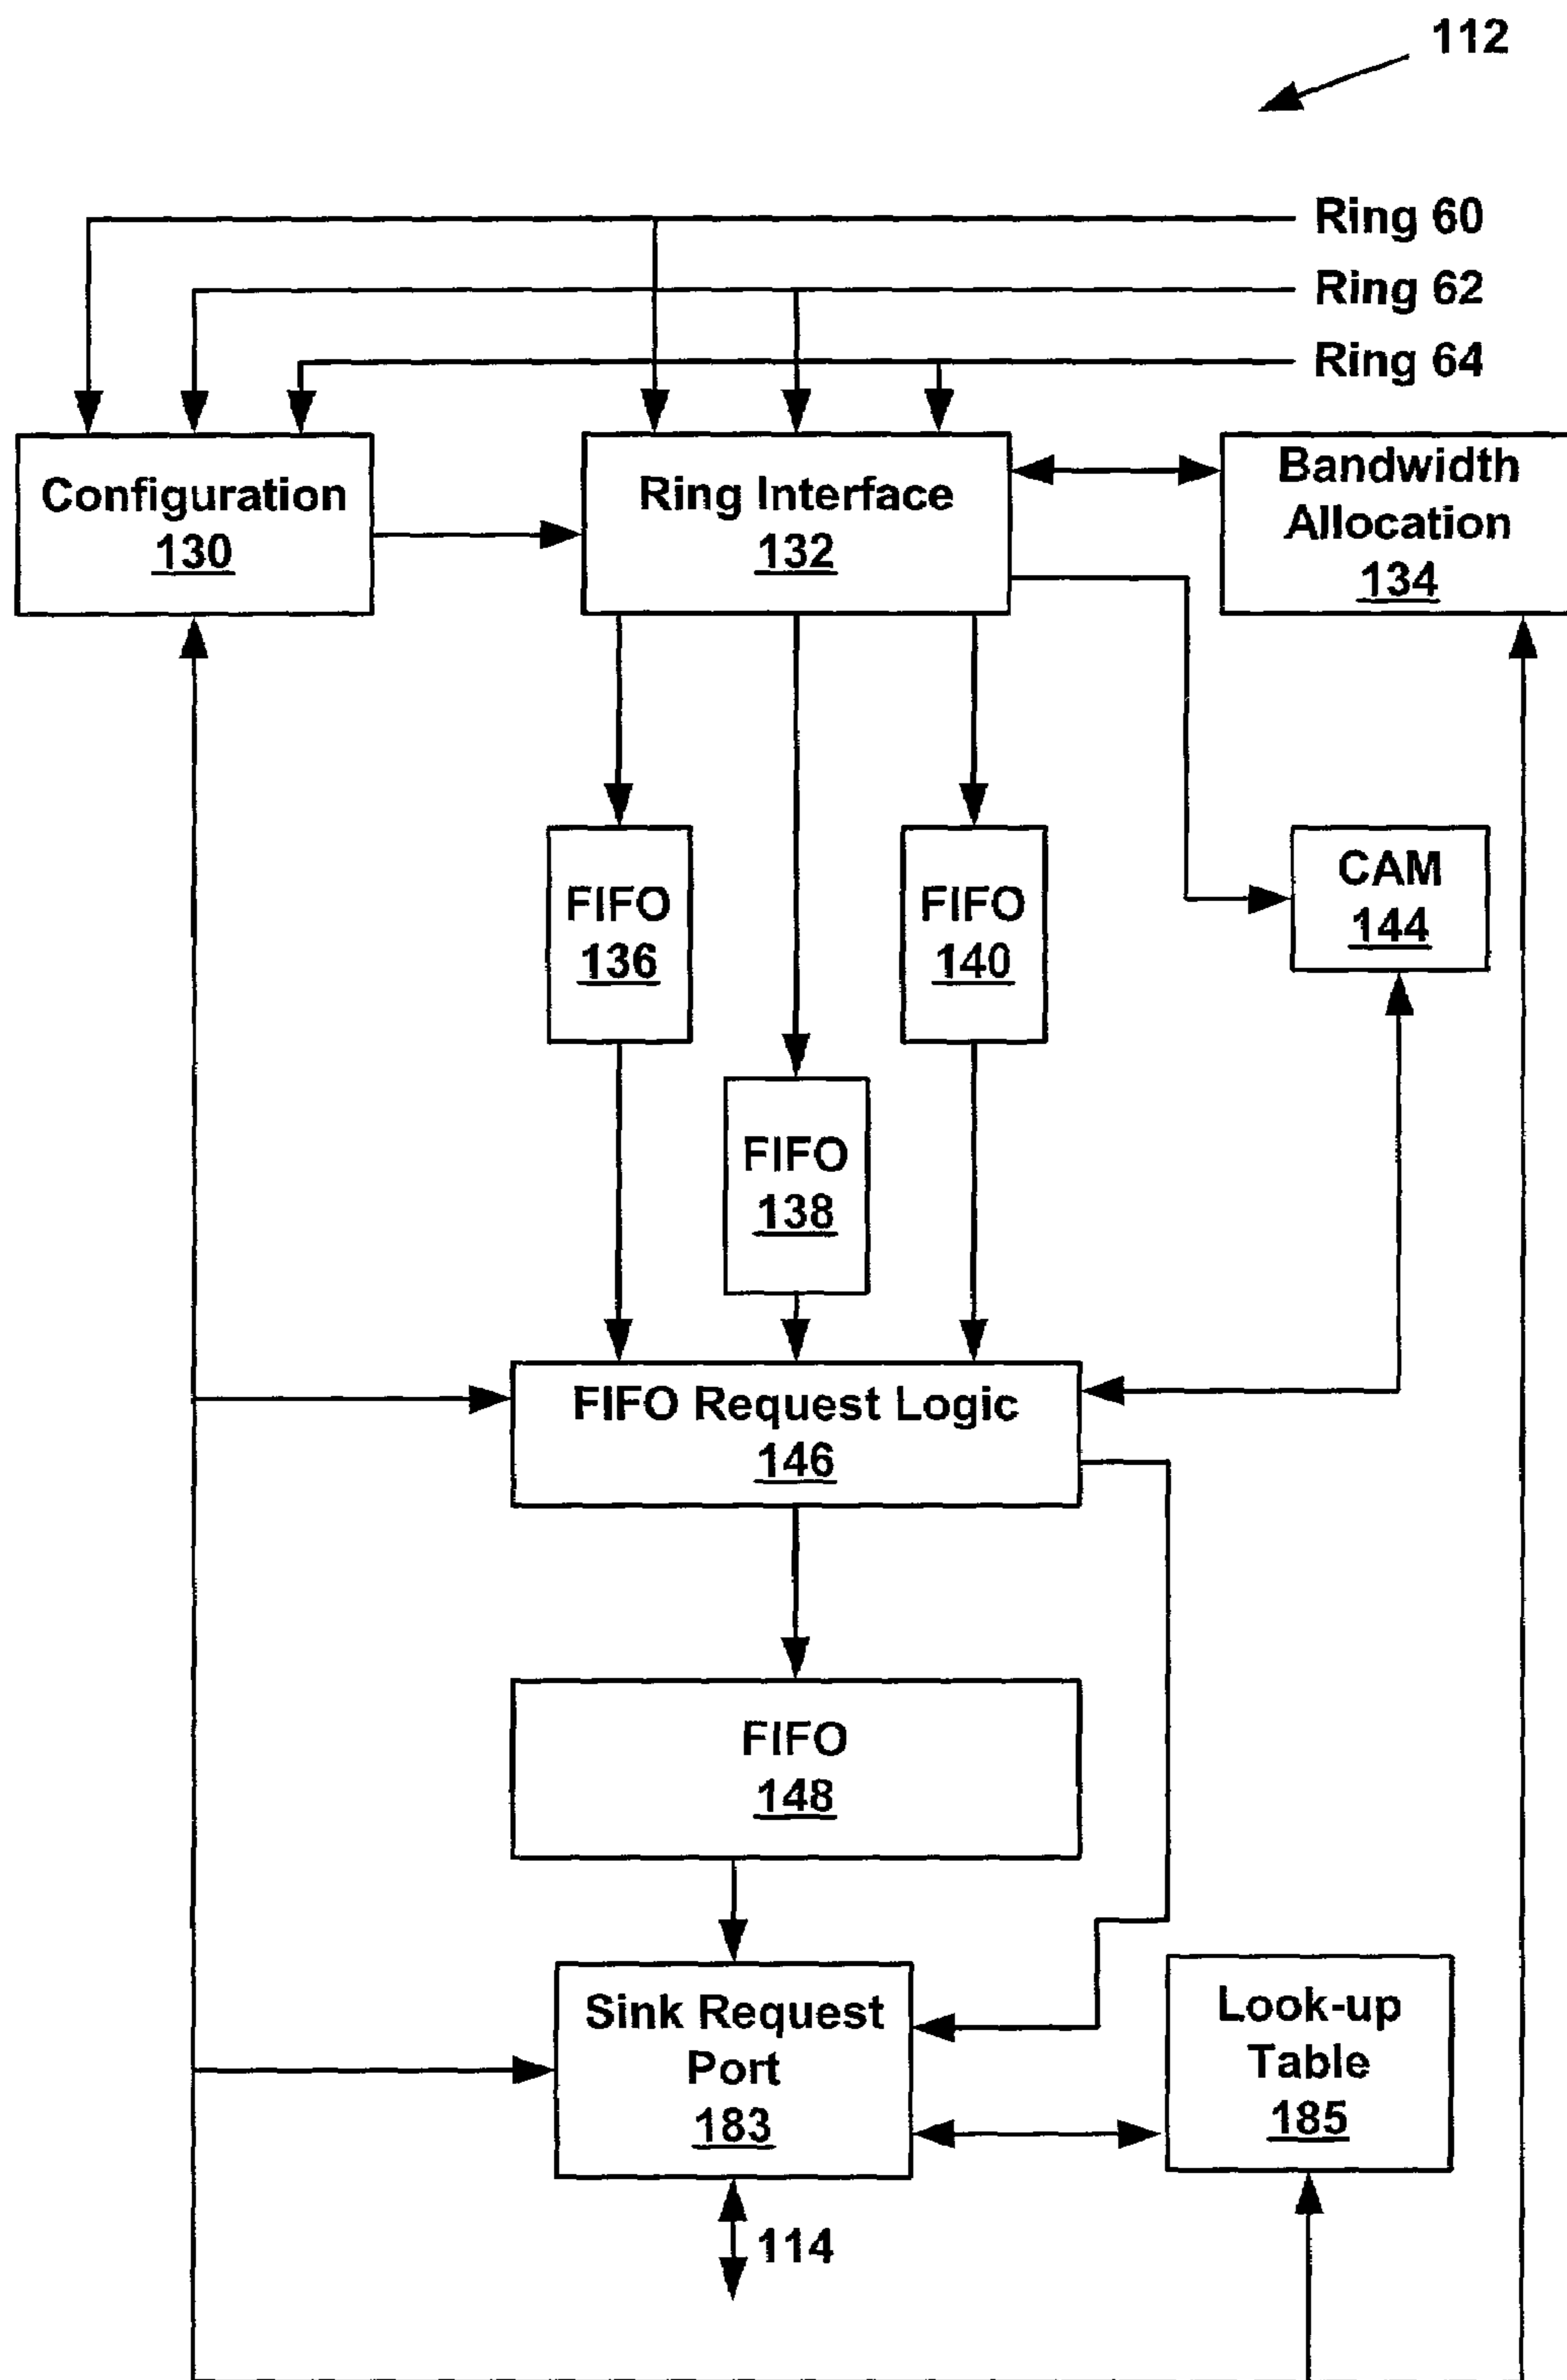 112
Ring 60
Ring 62
Ring 64
Configuration
130
Ring Interface
132
Bandwidth
Allocation
134
FIFO
136
FIFO
140
CAM
144
FIFO
138
FIFO Request Logic
146
FIFO
148
Sink Request
Port
183
Look-up
Table
185
114